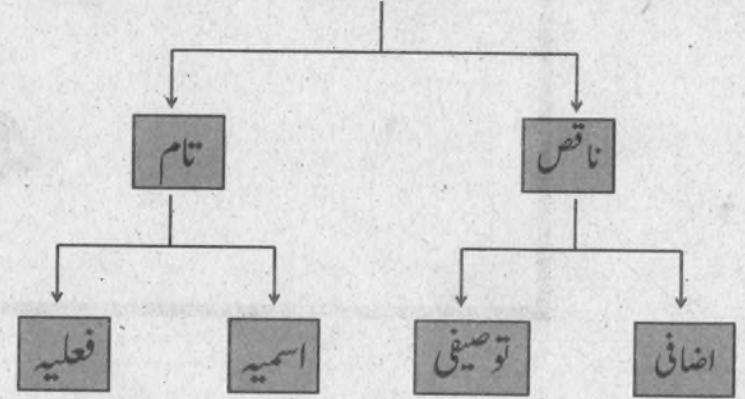 ناقص
تام
اضافی
توصیفی
اسمیہ
فعلیہ